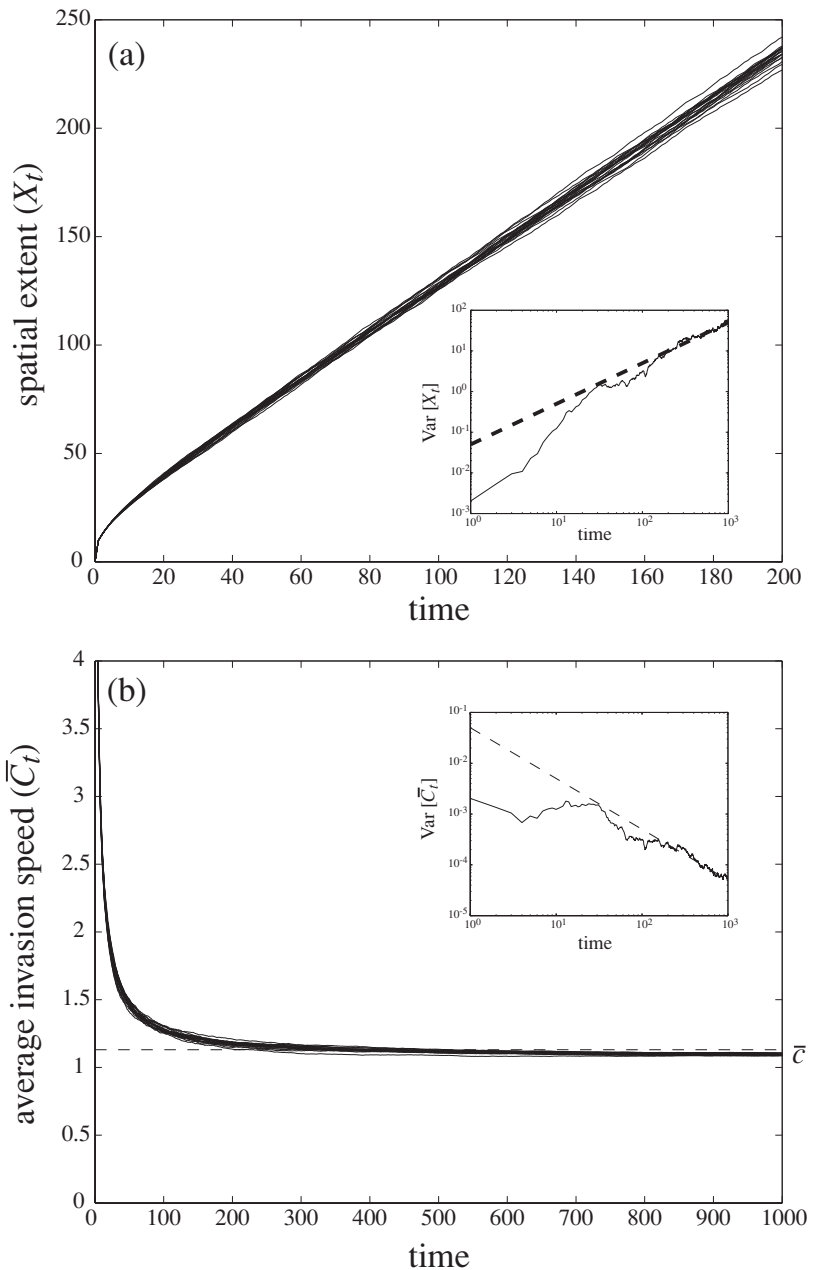 (a)
spatial extent (Xt)
250
200
150
100
50
0
0 20 40 60 80 100 120 140 160 180 200
time
Var [Xt]
10^2
10^1
10^0
10^-1
10^-2
10^-3
10^0 10^1 10^2 10^3
time
(b)
average invasion speed (C̅t)
4
3.5
3
2.5
2
1.5
1
0.5
0
0 100 200 300 400 500 600 700 800 900 1000
time
c̅
Var [C̅t]
10^-1
10^-2
10^-3
10^-4
10^-5
10^0 10^1 10^2 10^3
time